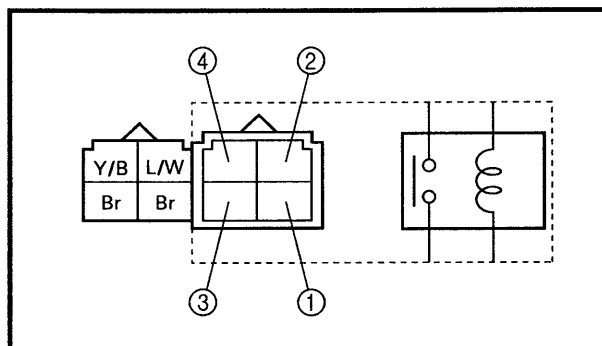 ④ ②
Y/B L/W
Br Br
③ ①